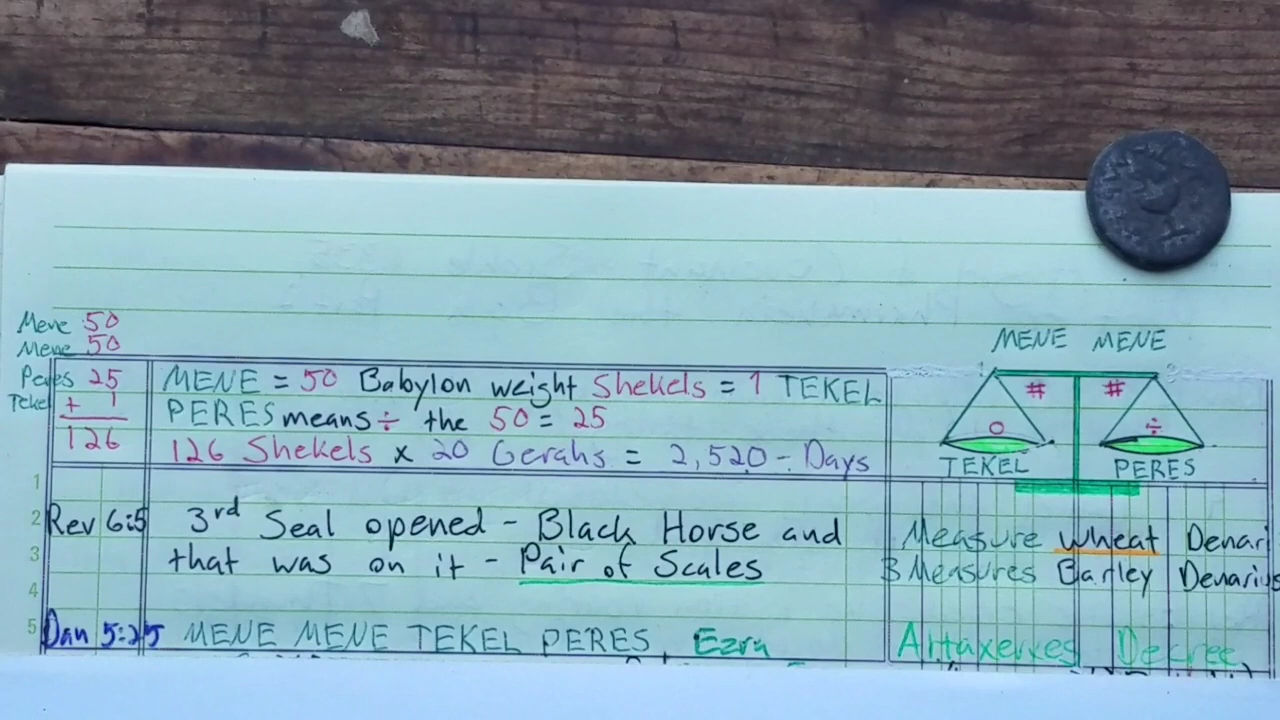 Mene 50
Mene 50
Peres 25
Tekel + 1
126
MENE = 50 Babylon weight Shekels = 1 TEKEL
PERES means ÷ the 50 = 25
126 Shekels x 20 Gerahs = 2,520 - Days
MENE MENE
# #
o ÷
TEKEL PERES
1
2 Rev 6:5 3rd Seal opened - Black Horse and
3 that was on it - Pair of Scales
4
Measure Wheat Denari
3 Measures Barley Denarius
5 Dan 5:25 MENE MENE TEKEL PERES, Ezra
Artaxerxes Decree,